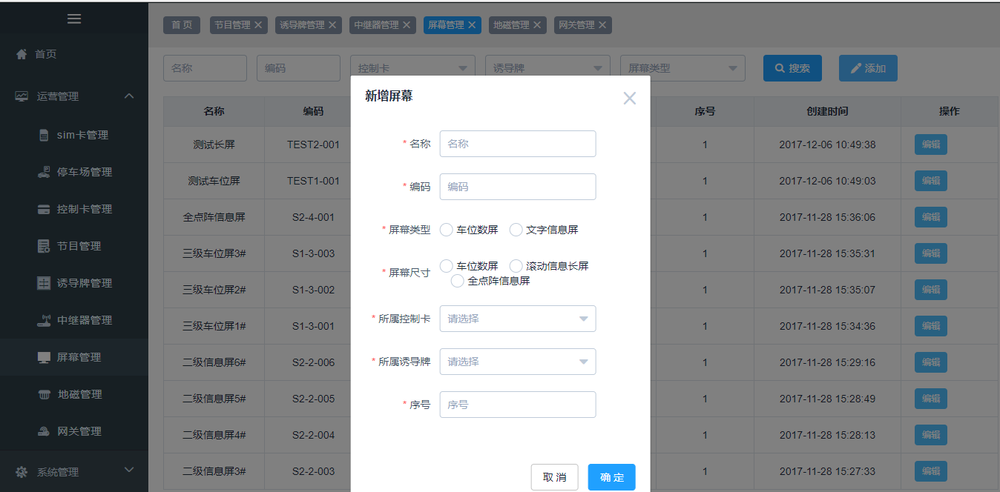 首页 节目管理 诱导牌管理 中继器管理 屏幕管理 地磁管理 网关管理
首页
运营管理
sim卡管理
停车场管理
控制卡管理
节目管理
诱导牌管理
中继器管理
屏幕管理
地磁管理
网关管理
系统管理
名称 编码 控制卡 诱导牌 屏幕类型 搜索 添加
名称 编码 序号 创建时间 操作
测试长屏 TEST2-001 1 2017-12-06 10:49:38 编辑
测试车位屏 TEST1-001 1 2017-12-06 10:49:03 编辑
全点阵信息屏 S2-4-001 1 2017-11-28 15:36:06 编辑
三级车位屏3# S1-3-003 1 2017-11-28 15:35:31 编辑
三级车位屏2# S1-3-002 1 2017-11-28 15:35:07 编辑
三级车位屏1# S1-3-001 1 2017-11-28 15:34:36 编辑
二级信息屏6# S2-2-006 1 2017-11-28 15:29:16 编辑
二级信息屏5# S2-2-005 1 2017-11-28 15:28:49 编辑
二级信息屏4# S2-2-004 1 2017-11-28 15:28:13 编辑
二级信息屏3# S2-2-003 1 2017-11-28 15:27:33 编辑
新增屏幕
* 名称 名称
* 编码 编码
* 屏幕类型 车位数屏 文字信息屏
* 屏幕尺寸 车位数屏 滚动信息长屏
全点阵信息屏
* 所属控制卡 请选择
* 所属诱导牌 请选择
* 序号 序号
取消 确定